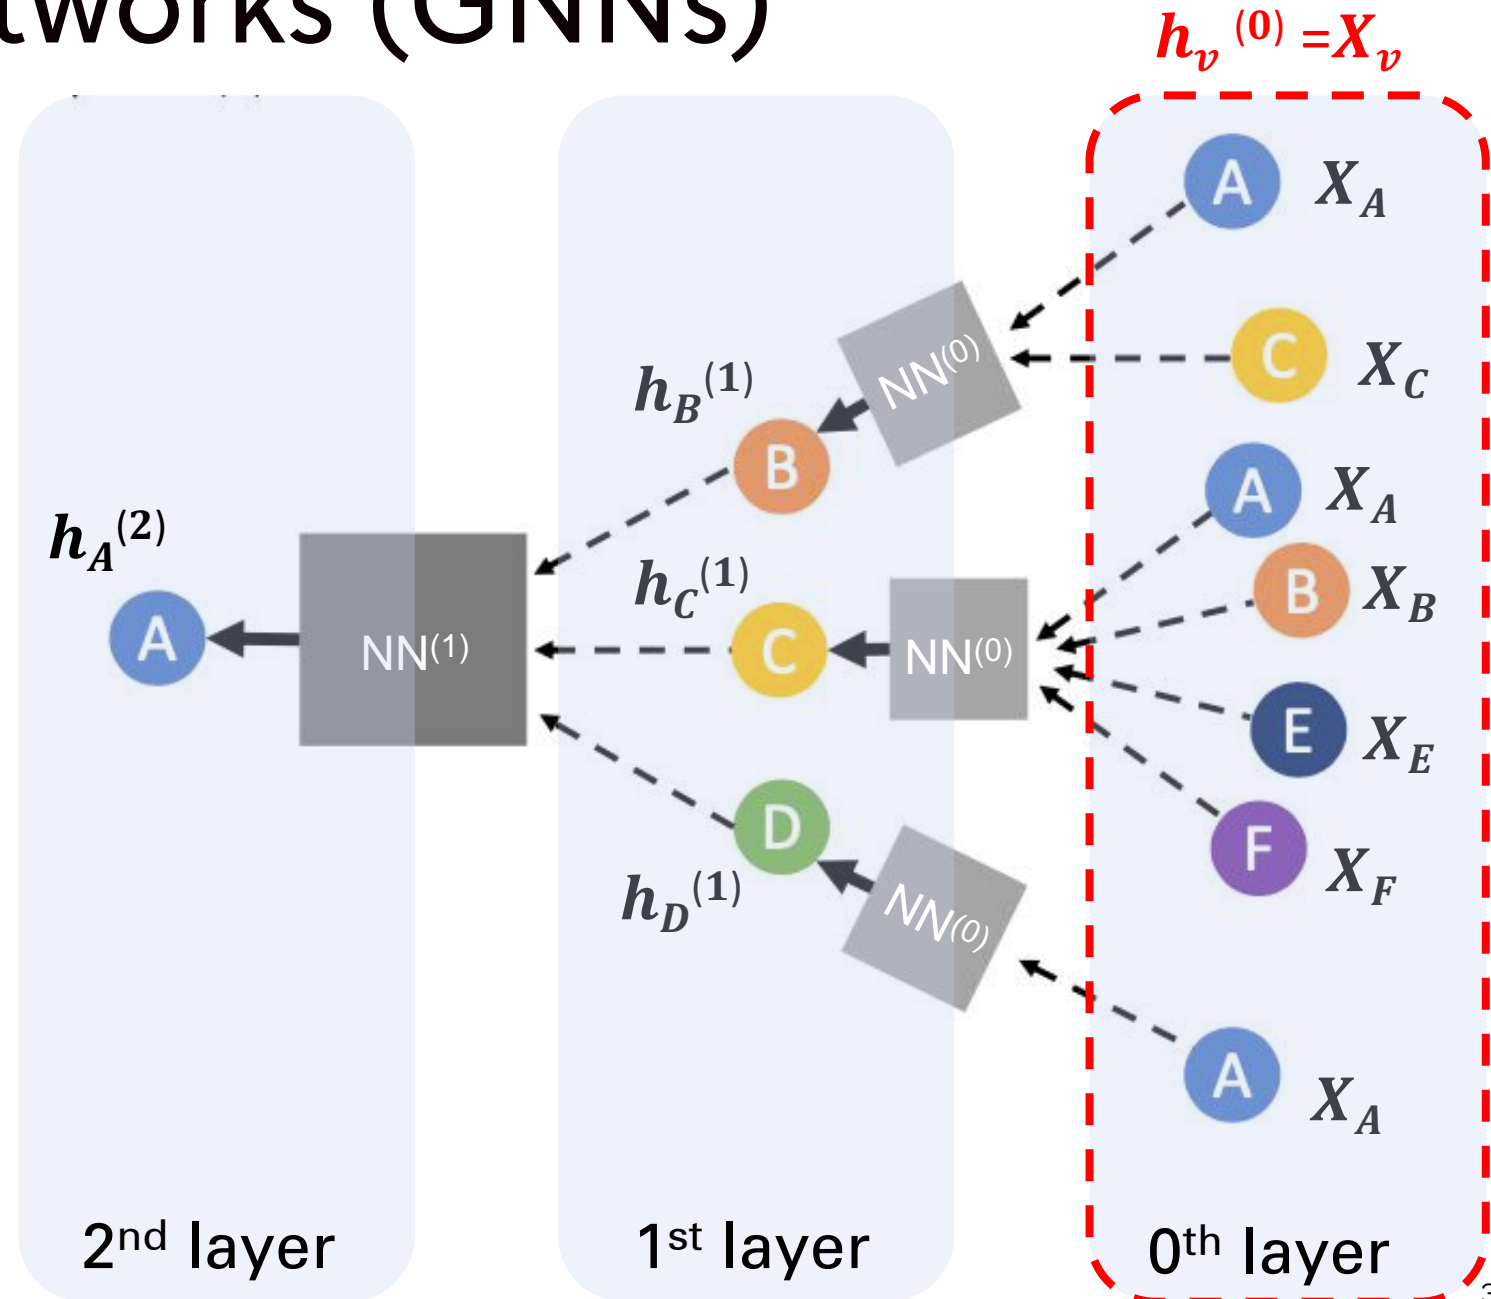 tworks (GNNs)
h_v^(0) = X_v
A X_A
C X_C
NN^(0)
h_B^(1)
B
A X_A
B X_B
h_A^(2)
A
NN^(1)
h_C^(1)
C
NN^(0)
E X_E
F X_F
D
h_D^(1)
NN^(0)
A X_A
2nd layer
1st layer
0th layer